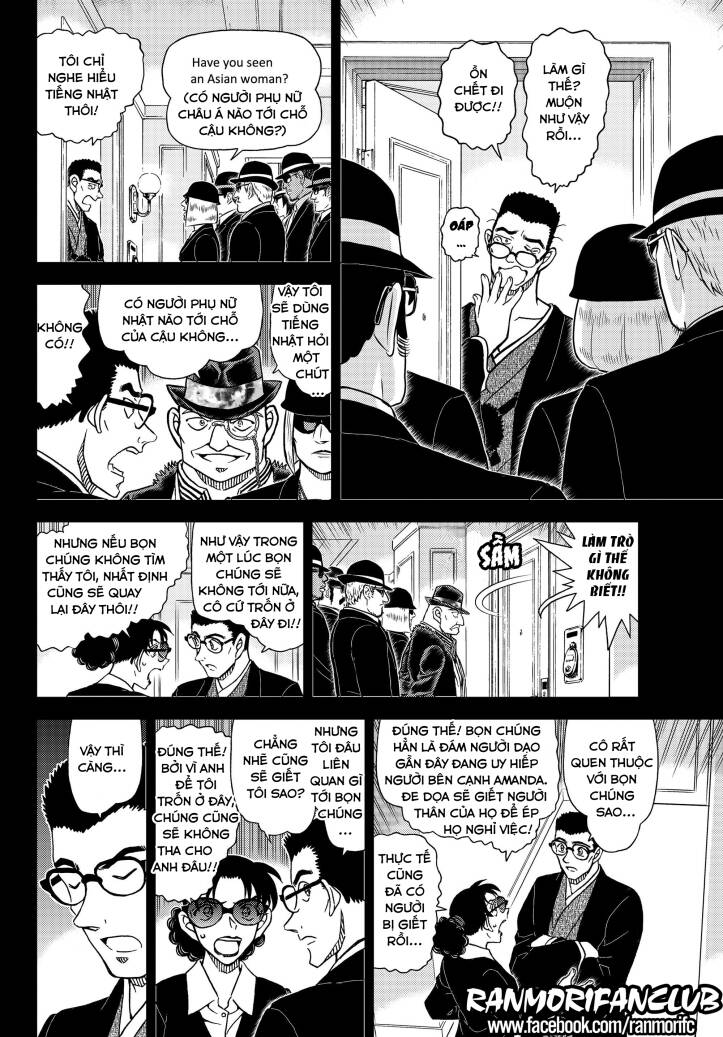 LÀM GÌ
THẾ? MUỘN
NHƯ VẬY
RỒI...
ỒN
CHẾT ĐI
ĐƯỢC!!
OÁP
...
Have you seen
an Asian woman?
(CÓ NGƯỜI PHỤ NỮ
CHÂU Á NÀO TỚI CHỖ
CẬU KHÔNG?)
TÔI CHỈ
NGHE HIỂU
TIẾNG NHẬT
THÔI!
VẬY TÔI
SẼ DÙNG
TIẾNG
NHẬT HỎI
MỘT
CHÚT
...
CÓ NGƯỜI PHỤ NỮ
NHẬT NÀO TỚI CHỖ
CỦA CẬU KHÔNG...
KHÔNG
CÓ!!
LÀM TRÒ
GÌ THẾ
KHÔNG
BIẾT!!
SẦM
NHƯ VẬY TRONG
MỘT LÚC BỌN
CHÚNG SẼ
KHÔNG TỚI NỮA,
CÔ CỨ TRỐN Ở
ĐÂY ĐI!!
NHƯNG NẾU BỌN
CHÚNG KHÔNG TÌM
THẤY TÔI, NHẤT ĐỊNH
CŨNG SẼ QUAY
LẠI ĐÂY THÔI!!
CÔ RẤT
QUEN THUỘC
VỚI BỌN
CHÚNG
SAO...
ĐÚNG THẾ! BỌN CHÚNG
HẲN LÀ ĐÁM NGƯỜI DẠO
GẦN ĐÂY ĐANG UY HIẾP
NGƯỜI BÊN CẠNH AMANDA.
ĐE DỌA SẼ GIẾT NGƯỜI
THÂN CỦA HỌ ĐỂ ÉP
HỌ NGHỈ VIỆC!
THỰC TẾ
CŨNG
ĐÃ CÓ
NGƯỜI
BỊ GIẾT
RỒI...
NHƯNG
TÔI ĐÂU
LIÊN
QUAN GÌ
TỚI BỌN
CHÚNG
...
CHẲNG
NHẼ CŨNG
SẼ GIẾT
TÔI SAO?
ĐÚNG THẾ!
BỞI VÌ ANH
ĐỂ TÔI
TRỐN Ở ĐÂY,
CHÚNG CŨNG
SẼ KHÔNG
THA CHO
ANH ĐÂU!!
VẬY THÌ
CÀNG...
RANMORIFANCLUB
www.facebook.com/ranmorifc